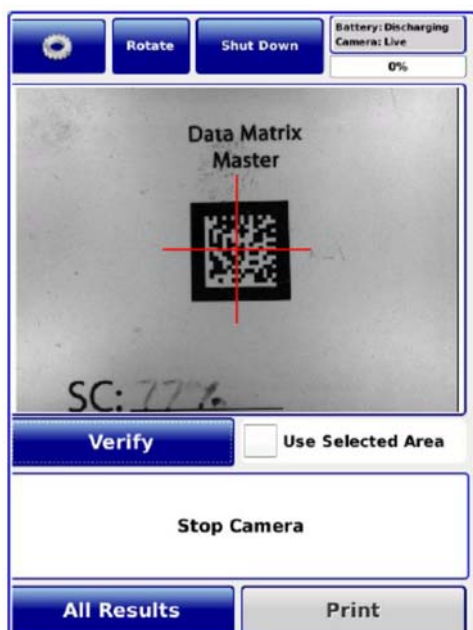 Rotate
Shut Down
Battery: Discharging
Camera: Live
0%
Data Matrix
Master
SC: 77%
Verify
Use Selected Area
Stop Camera
All Results
Print